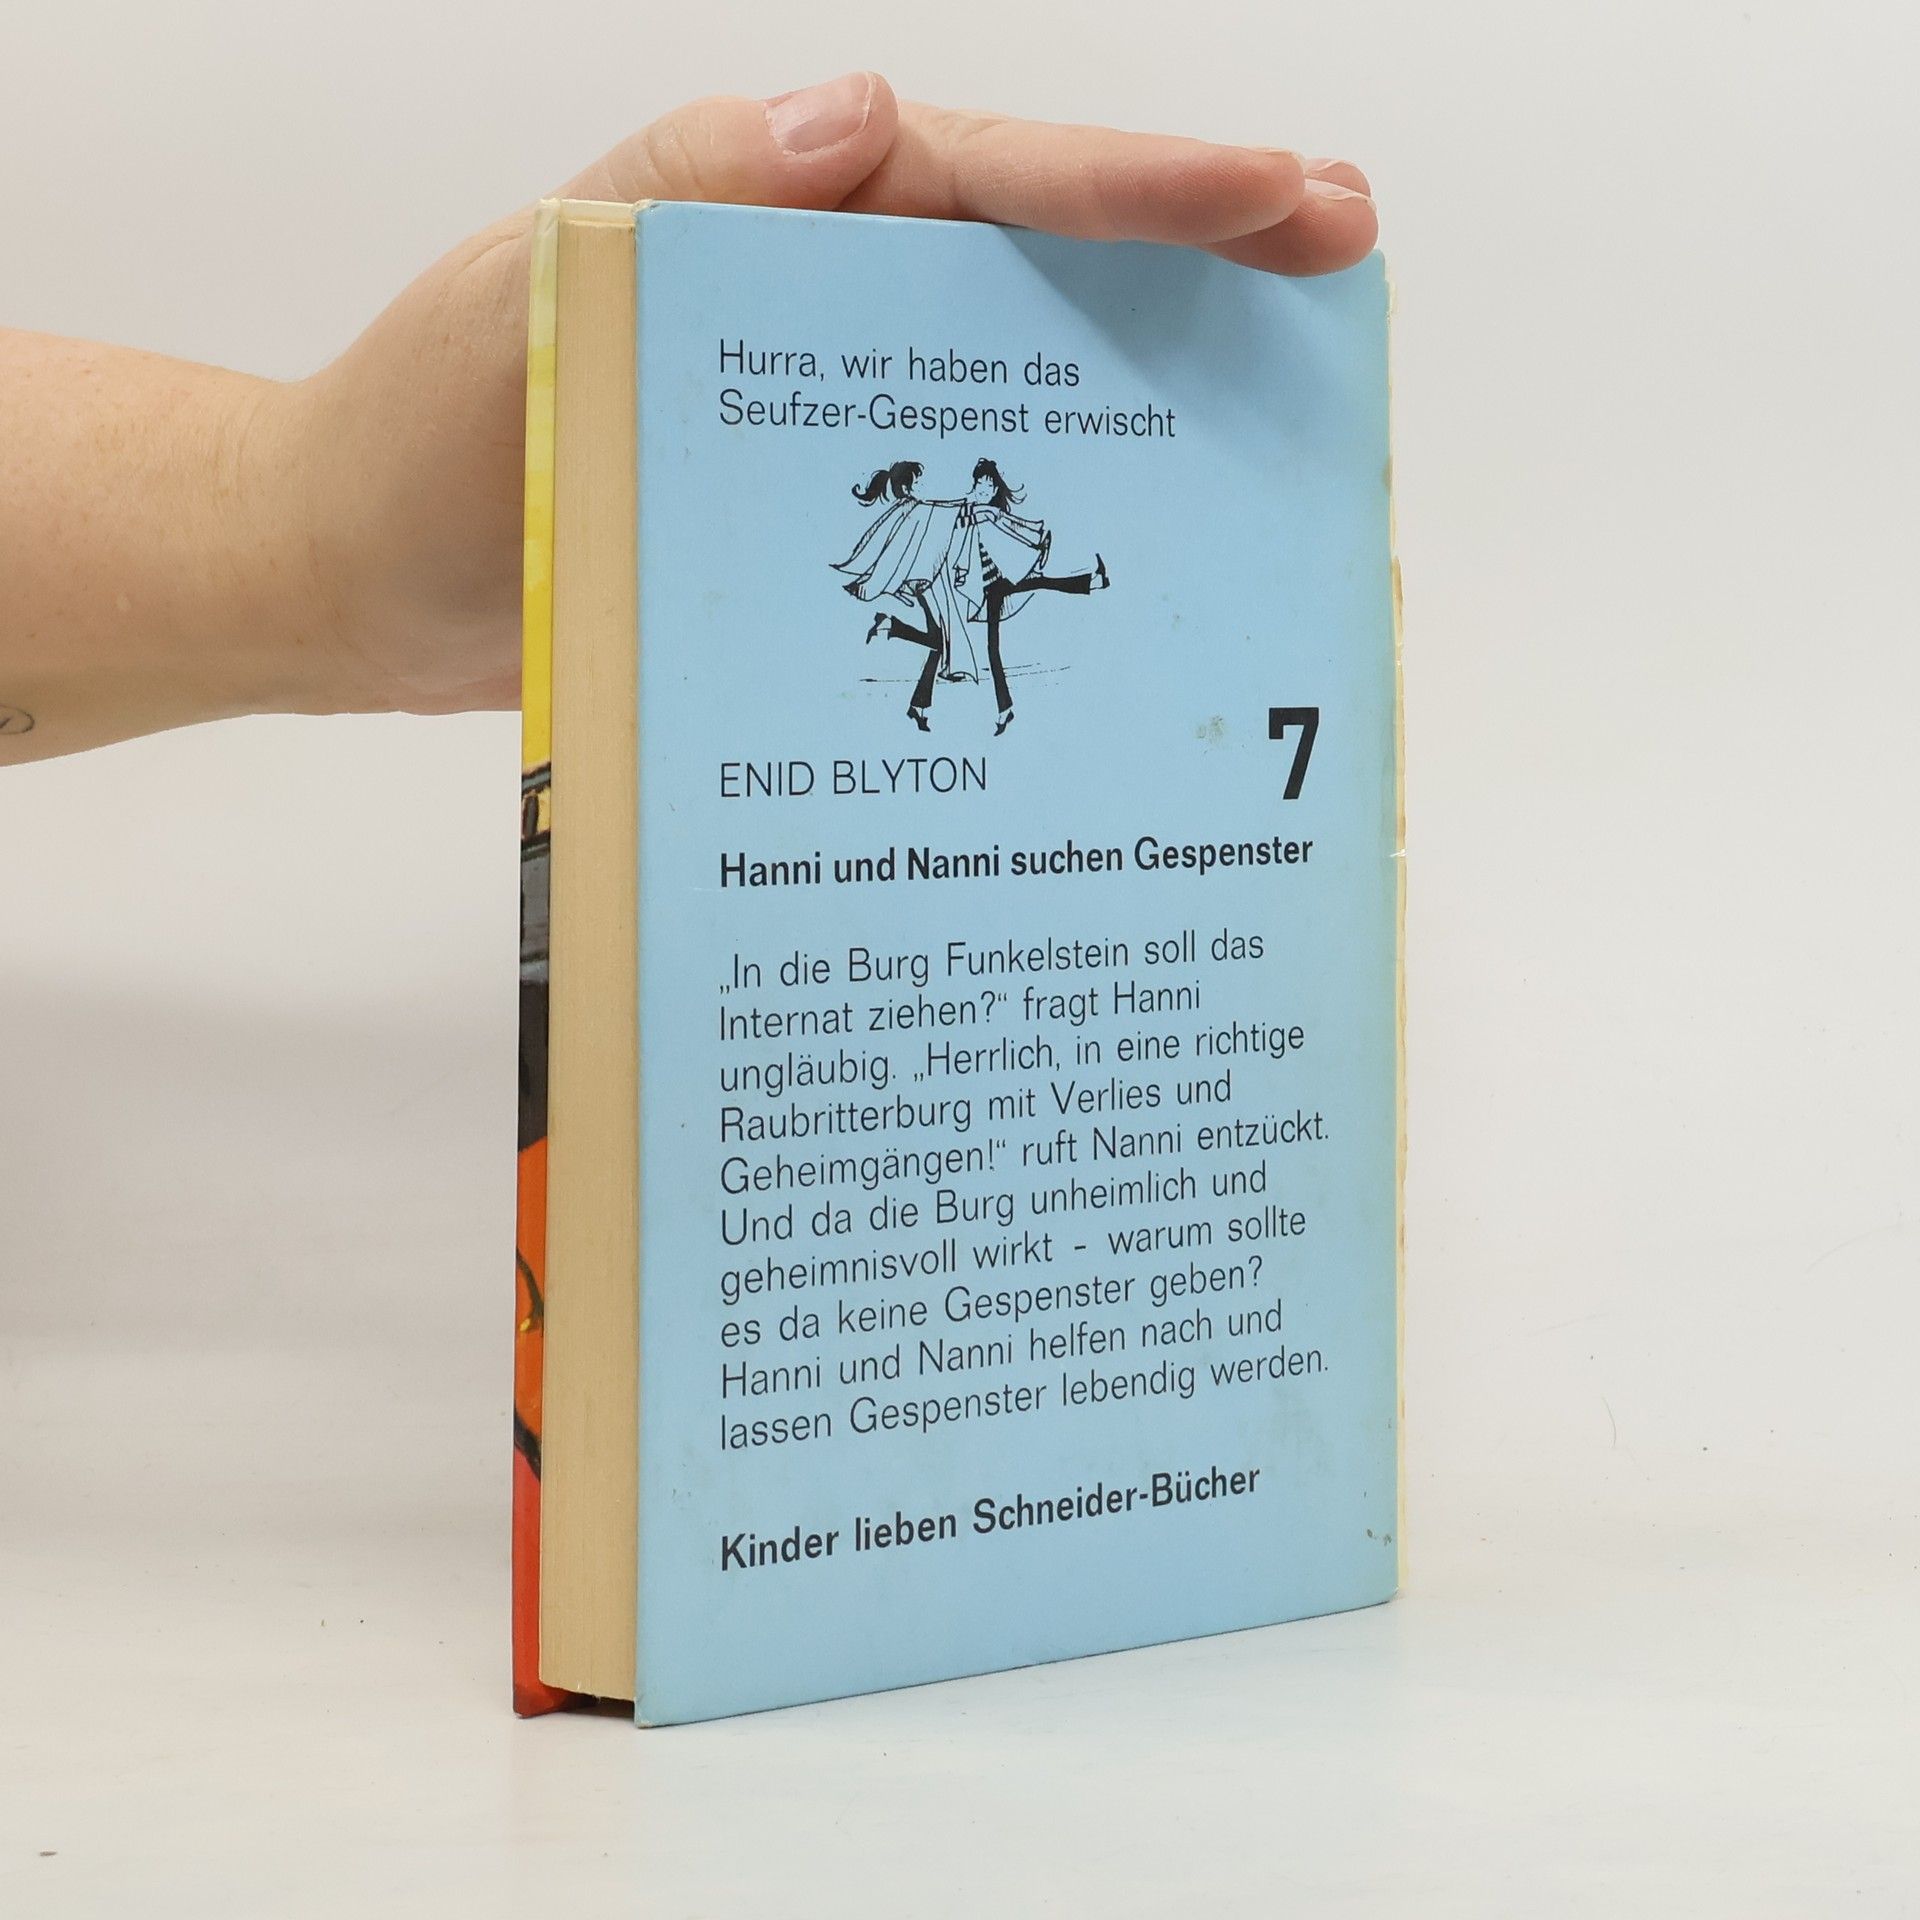 Hurra, wir haben das
Seufzer-Gespenst erwischt
7
ENID BLYTON
Hanni und Nanni suchen Gespenster
„In die Burg Funkelstein soll das
Internat ziehen?“ fragt Hanni
ungläubig. „Herrlich, in eine richtige
Raubritterburg mit Verlies und
Geheimgängen!“ ruft Nanni entzückt.
Und da die Burg unheimlich und
geheimnisvoll wirkt - warum sollte
es da keine Gespenster geben?
Hanni und Nanni helfen nach und
lassen Gespenster lebendig werden.
Kinder lieben Schneider-Bücher